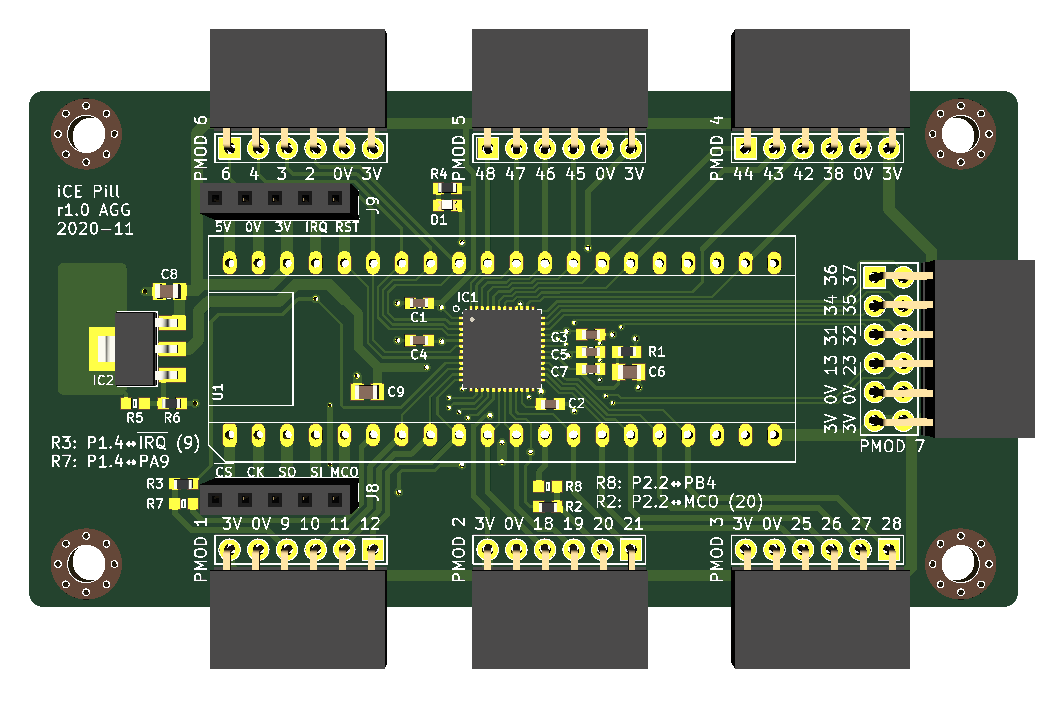 PMOD 6
PMOD 5
PMOD 4
6 4 3 2 0V 3V
48 47 46 45 0V 3V
44 43 42 38 0V 3V
iCE Pill
r1.0 AGG
2020-11
R4
D1
J9
5V 0V 3V IRQ RST
C8
IC1
C1
C4
C3
C5
C7
R1
C6
C2
C9
U1
IC2
R5 R6
36 37
34 35
31 32
13 23
0V 0V
3V 3V
PMOD 7
R3: P1.4↔IRQ (9)
R7: P1.4↔PA9
CS CK SO SI MCO
R3
R7
J8
R8
R2
R8: P2.2↔PB4
R2: P2.2↔MCO (20)
PMOD 1
3V 0V 9 10 11 12
PMOD 2
3V 0V 18 19 20 21
PMOD 3
3V 0V 25 26 27 28